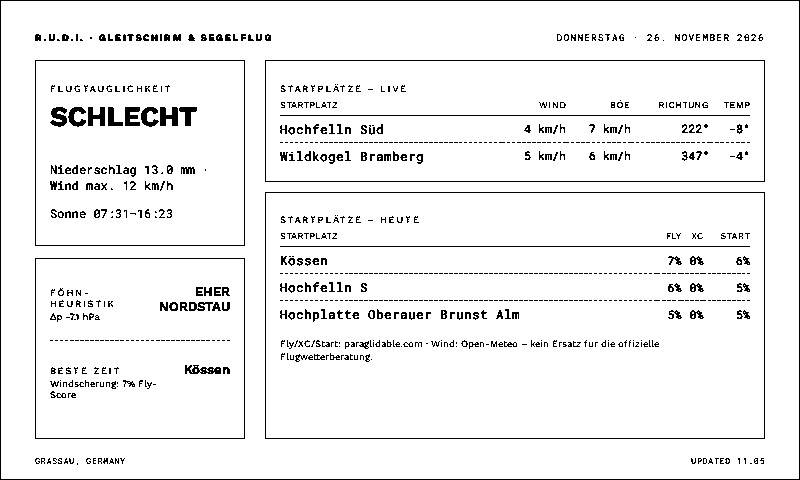 R.U.D.I. · GLEITSCHIRM & SEGELFLUG
DONNERSTAG · 26. NOVEMBER 2026
FLUGTAUGLICHKEIT
SCHLECHT
Niederschlag 13.0 mm ·
Wind max. 12 km/h
Sonne 07:31–16:23
FÖHN-
HEURISTIK
Δp -7.1 hPa
EHER
NORDSTAU
BESTE ZEIT
Windscherung: 7% Fly-
Score
Kössen
STARTPLÄTZE – LIVE
STARTPLATZ WIND BÖE RICHTUNG TEMP
Hochfelln Süd 4 km/h 7 km/h 222° -8°
Wildkogel Bramberg 5 km/h 6 km/h 347° -4°
STARTPLÄTZE – HEUTE
STARTPLATZ FLY XC START
Kössen 7% 0% 6%
Hochfelln S 6% 0% 5%
Hochplatte Oberauer Brunst Alm 5% 0% 5%
Fly/XC/Start: paraglidable.com · Wind: Open-Meteo – kein Ersatz für die offizielle
Flugwetterberatung.
GRASSAU, GERMANY
UPDATED 11.05